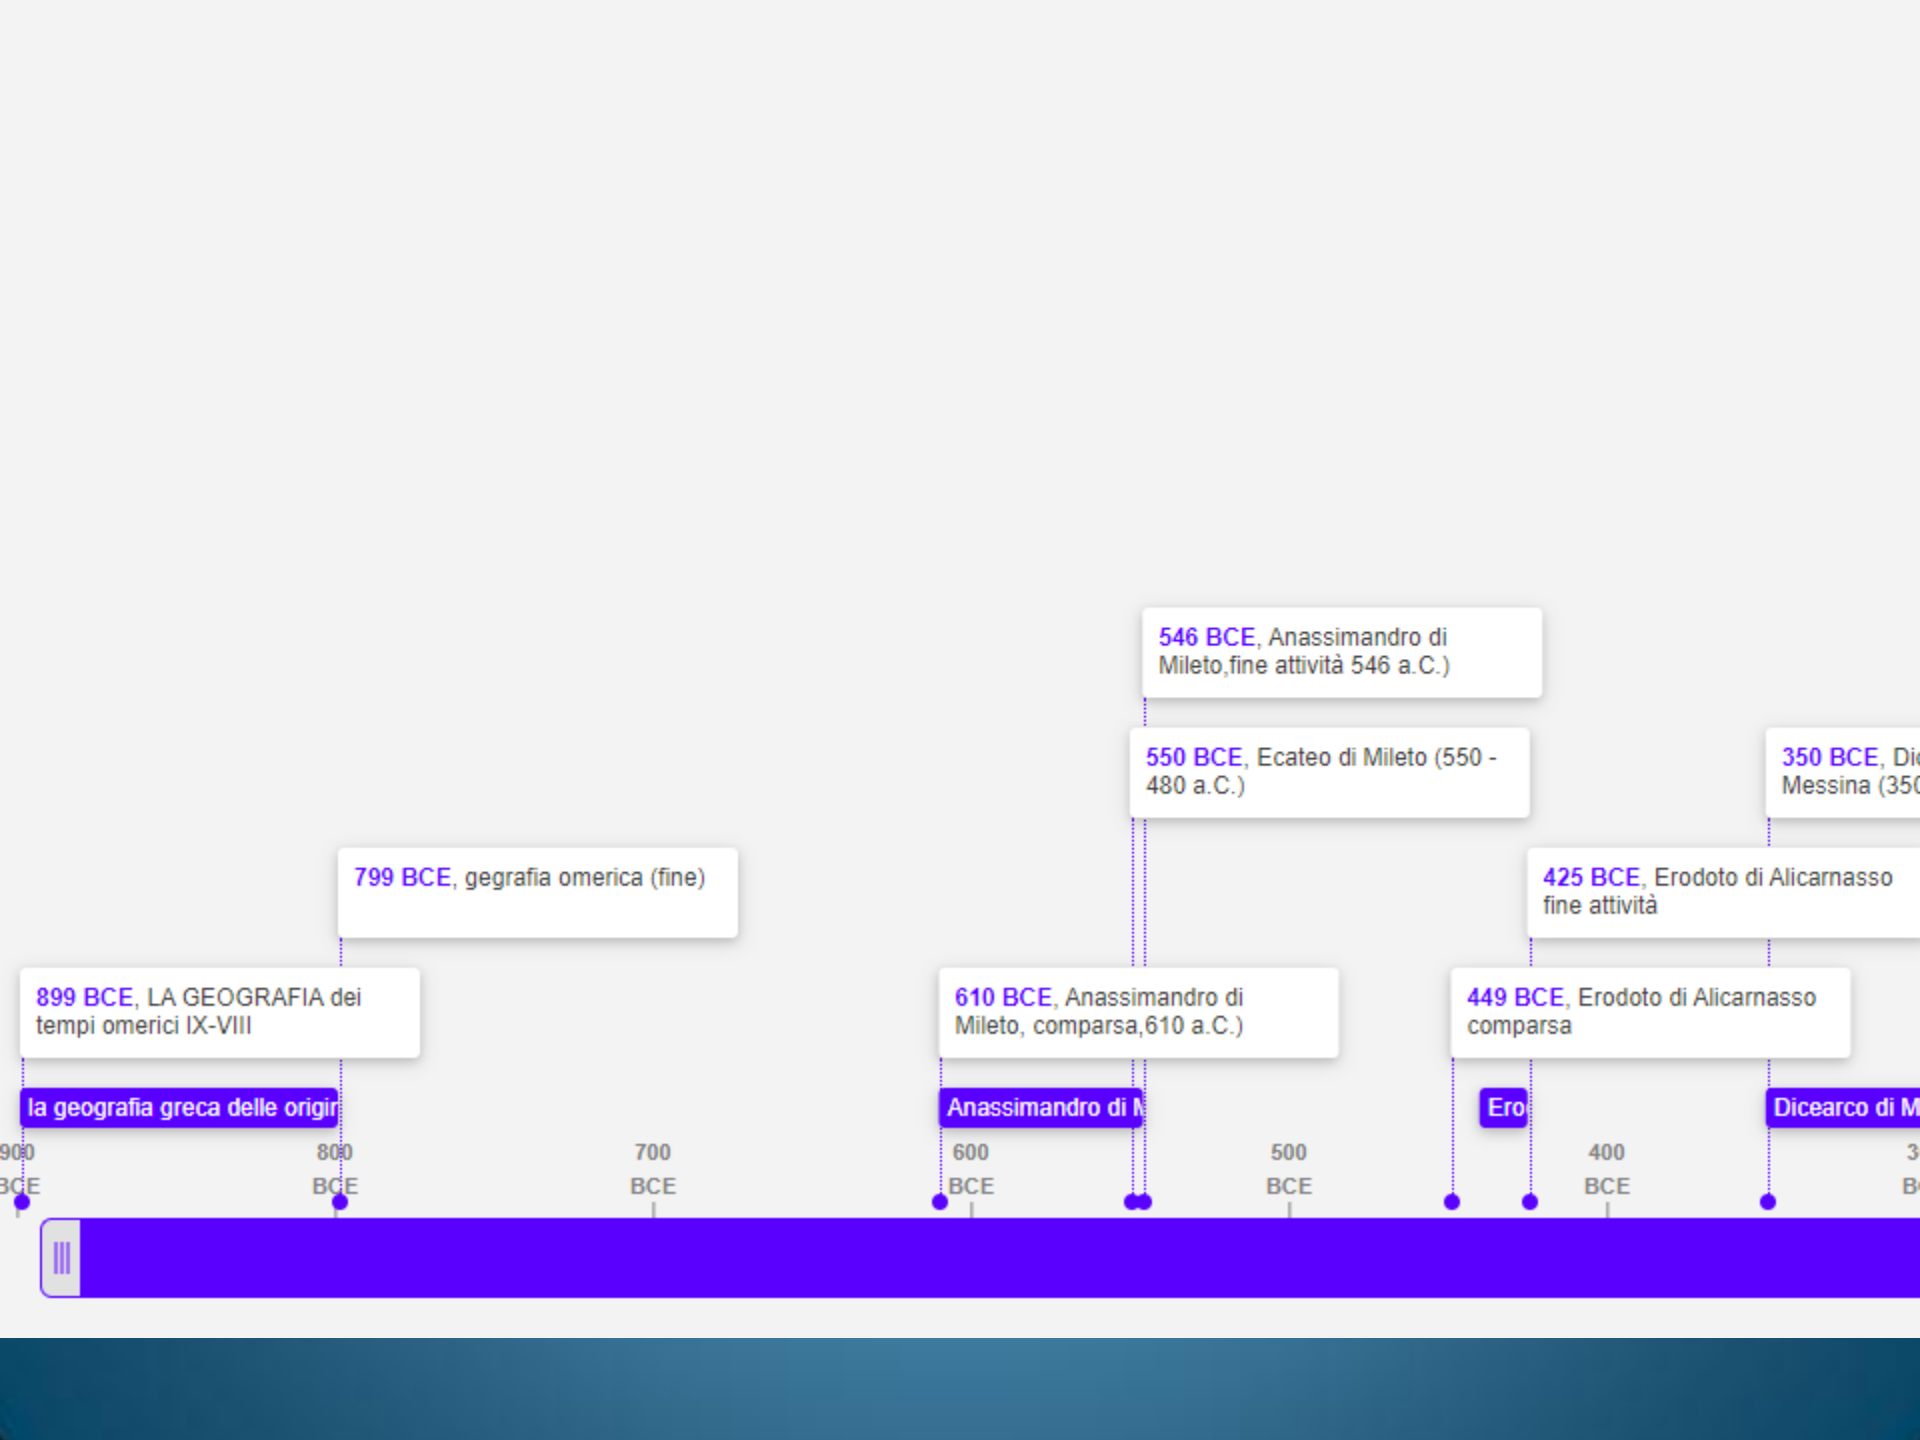 546 BCE, Anassimandro di
Mileto,fine attività 546 a.C.)
550 BCE, Ecateo di Mileto (550 -
480 a.C.)
350 BCE,
Messina (350
799 BCE, gegrafia omerica (fine)
425 BCE, Erodoto di Alicarnasso
fine attività
899 BCE, LA GEOGRAFIA dei
tempi omerici IX-VIII
610 BCE, Anassimandro di
Mileto, comparsa,610 a.C.)
449 BCE, Erodoto di Alicarnasso
comparsa
la geografia greca delle
Anassimandro di
Dicearco di
900
BCE
800
BCE
700
BCE
600
BCE
500
BCE
400
BCE